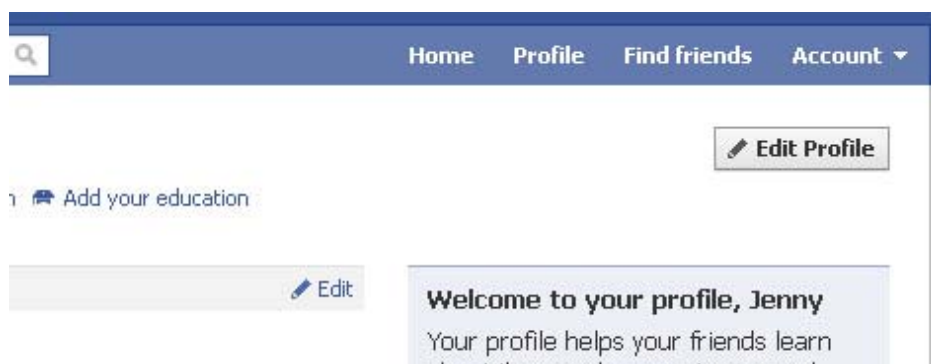 Home Profile Find friends Account
Edit Profile
Add your education
Edit
Welcome to your profile, Jenny
Your profile helps your friends learn